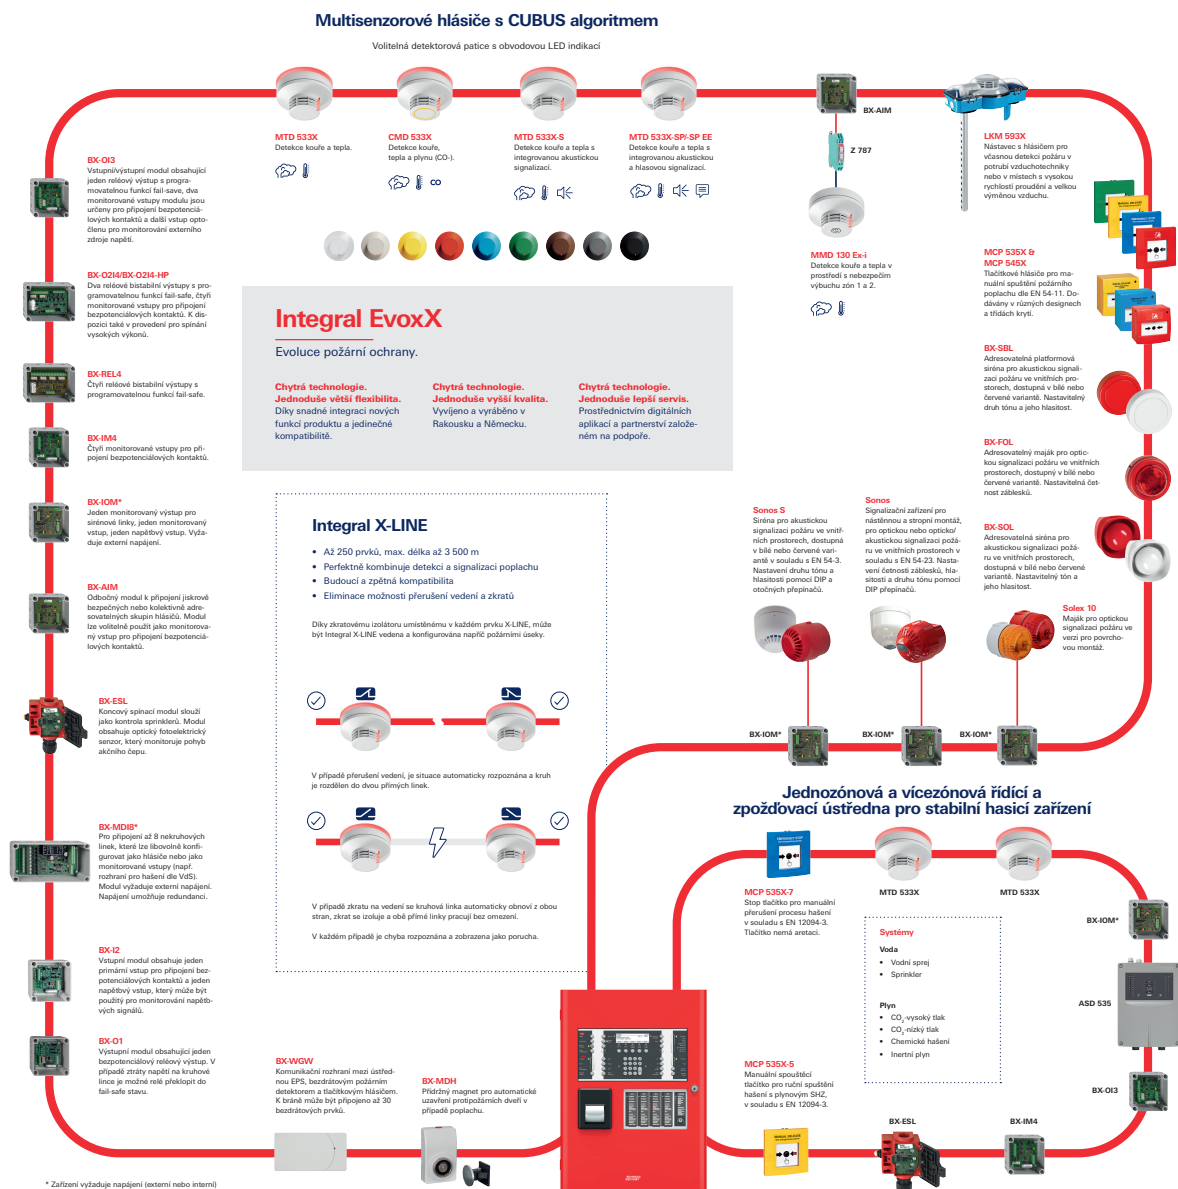 Multisenzorové hlásiče s CUBUS algoritmem
Volitelná detektorová patice s obvodovou LED indikací
MTD 533X
Detekce kouře a tepla.
CMD 533X
Detekce kouře,
tepla a plynu (CO-).
CO
MTD 533X-S
Detekce kouře a tepla s
integrovanou akustickou
signalizací.
MTD 533X-SP/-SP EE
Detekce kouře a tepla s
integrovanou akustickou
a hlasovou signalizací.
BX-AIM
Z 787
MMD 130 Ex-i
Detekce kouře a tepla v
prostředí s nebezpečím
výbuchu zón 1 a 2.
LKM 593X
Nástavec s hlásičem pro
včasnou detekci požáru v
potrubí vzduchotechniky
nebo v místech s vysokou
rychlostí proudění a velkou
výměnou vzduchu.
MCP 535X &
MCP 545X
Tlačítkové hlásiče pro ma-
nuální spuštění požárního
poplachu dle EN 54-11. Do-
dávány v různých designech
a třídách krytí.
BX-SBL
Adresovatelná platformová
siréna pro akustickou signali-
zaci požáru ve vnitřních pro-
storech, dostupná v bílé nebo
červené variantě. Nastavitelný
druh tónu a jeho hlasitost.
BX-FOL
Adresovatelný maják pro optic-
kou signalizaci požáru ve vnitřních
prostorech, dostupný v bílé nebo
červené variantě. Nastavitelná čet-
nost záblesků.
BX-SOL
Adresovatelná siréna pro
akustickou signalizaci požá-
ru ve vnitřních prostorech,
dostupná v bílé nebo červené
variantě. Nastavitelný tón a
jeho hlasitost.
BX-OI3
Vstupní/výstupní modul obsahující
jeden reléový výstup s progra-
movatelnou funkcí fail-save, dva
monitorované vstupy modulu jsou
určeny pro připojení bezpotenciá-
lových kontaktů a další vstup opto-
členu pro monitorování externího
zdroje napětí.
BX-O2I4/BX-O2I4-HP
Dva reléové bistabilní výstupy s pro-
gramovatelnou funkcí fail-safe, čtyři
monitorované vstupy pro připojení
bezpotenciálových kontaktů. K dis-
pozici také v provedení pro spínání
vysokých výkonů.
BX-REL4
Čtyři reléové bistabilní výstupy s
programovatelnou funkcí fail-safe.
BX-IM4
Čtyři monitorované vstupy pro při-
pojení bezpotenciálových kontaktů.
BX-IOM*
Jeden monitorovaný výstup pro
sirénové linky, jeden monitorovaný
vstup, jeden napěťový vstup. Vyža-
duje externí napájení.
BX-AIM
Odbočný modul k připojení jiskrově
bezpečných nebo kolektivně adre-
sovatelných skupin hlásičů. Modul
lze volitelně použít jako monitorova-
ný vstup pro připojení bezpotenciá-
lových kontaktů.
BX-ESL
Koncový spínací modul slouží
jako kontrola sprinklerů. Modul
obsahuje optický fotoelektrický
senzor, který monitoruje pohyb
akčního čepu.
BX-MDI8*
Pro připojení až 8 nekruhových
linek, které lze libovolně konfi-
gurovat jako hlásiče nebo jako
monitorované vstupy (např.
rozhraní pro hašení dle VdS).
Modul vyžaduje externí napájení.
Napájení umožňuje redundanci.
BX-I2
Vstupní modul obsahuje jeden
primární vstup pro připojení bez-
potenciálových kontaktů a jeden
napěťový vstup, který může být
použitý pro monitorování napěťo-
vých signálů.
BX-O1
Výstupní modul obsahující jeden
bezpotenciálový reléový výstup. V
případě ztráty napětí na kruhové
lince je možné relé překlopit do
fail-safe stavu.
Integral EvoxX
Evoluce požární ochrany.
Chytrá technologie.
Jednoduše větší flexibilita.
Díky snadné integraci nových
funkcí produktu a jedinečné
kompatibilitě.
Chytrá technologie.
Jednoduše vyšší kvalita.
Vyvíjeno a vyráběno v
Rakousku a Německu.
Chytrá technologie.
Jednoduše lepší servis.
Prostřednictvím digitálních
aplikací a partnerství založe-
ném na podpoře.
Integral X-LINE
• Až 250 prvků, max. délka až 3 500 m
• Perfektně kombinuje detekci a signalizaci poplachu
• Budoucí a zpětná kompatibilita
• Eliminace možnosti přerušení vedení a zkratů
Díky zkratovému izolátoru umístěnému v každém prvku X-LINE, může
být Integral X-LINE vedena a konfigurována napříč požárními úseky.
V případě přerušení vedení, je situace automaticky rozpoznána a kruh
je rozdělen do dvou přímých linek.
V případě zkratu na vedení se kruhová linka automaticky obnoví z obou
stran, zkrat se izoluje a obě přímé linky pracují bez omezení.
V každém případě je chyba rozpoznána a zobrazena jako porucha.
Sonos S
Siréna pro akustickou
signalizaci požáru ve vnitř-
ních prostorech, dostupná
v bílé nebo červené vari-
antě v souladu s EN 54-3.
Nastavení druhu tónu a
hlasitosti pomocí DIP a
otočných přepínačů.
Sonos
Signalizační zařízení pro
nástěnnou a stropní montáž,
pro optickou nebo opticko/
akustickou signalizaci požá-
ru ve vnitřních prostorech v
souladu s EN 54-23. Nasta-
vení četnosti záblesků, hla-
sitosti a druhu tónu pomocí
DIP přepínačů.
Solex 10
Maják pro optickou
signalizaci požáru ve
verzi pro povrcho-
vou montáž.
BX-IOM*
BX-IOM*
BX-IOM*
Jednozónová a vícezónová řídící a
zpožďovací ústředna pro stabilní hasicí zařízení
MCP 535X-7
Stop tlačítko pro manuální
přerušení procesu hašení
v souladu s EN 12094-3.
Tlačítko nemá aretaci.
MTD 533X
MTD 533X
BX-IOM*
ASD 535
BX-OI3
Systémy
Voda
• Vodní sprej
• Sprinkler
Plyn
• CO2-vysoký tlak
• CO2-nízký tlak
• Chemické hašení
• Inertní plyn
MCP 535X-5
Manuální spouštěcí
tlačítko pro ruční spuštění
hašení s plynovým SHZ,
v souladu s EN 12094-3.
BX-ESL
BX-IM4
BX-WGW
Komunikační rozhraní mezi ústřed-
nou EPS, bezdrátovým požárním
detektorem a tlačítkovým hlásičem.
K bráně může být připojeno až 30
bezdrátových prvků.
BX-MDH
Přídržný magnet pro automatické
uzavření protipožárních dveří v
případě poplachu.
* Zařízení vyžaduje napájení (externí nebo interní)